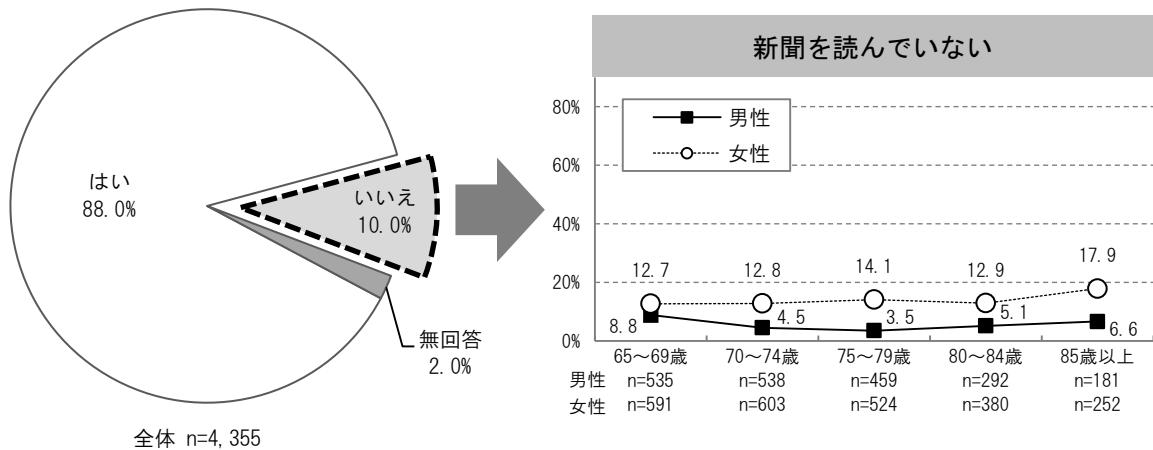 はい
88.0%
いいえ
10.0%
無回答
2.0%
全体 n=4,355
新聞を読んでいない
80%
60%
40%
20%
0%
男性
女性
12.7 12.8 14.1 12.9 17.9
8.8 4.5 3.5 5.1 6.6
65～69歳 70～74歳 75～79歳 80～84歳 85歳以上
男性 n=535 n=538 n=459 n=292 n=181
女性 n=591 n=603 n=524 n=380 n=252